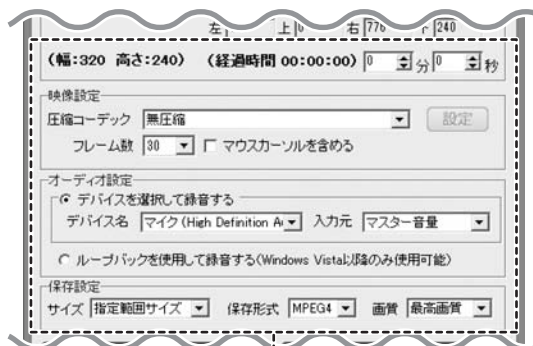 左 上 右 776 240
(幅:320 高さ:240) (経過時間 00:00:00) 0 分 0 秒
映像設定
圧縮コーデック 無圧縮 設定
フレーム数 30 マウスカーソルを含める
オーディオ設定
デバイスを選択して録音する
デバイス名 マイク (High Definition A 入力元 マスター音量
ループバックを使用して録音する(Windows Vista以降のみ使用可能)
保存設定
サイズ 指定範囲サイズ 保存形式 MPEG4 画質 最高画質